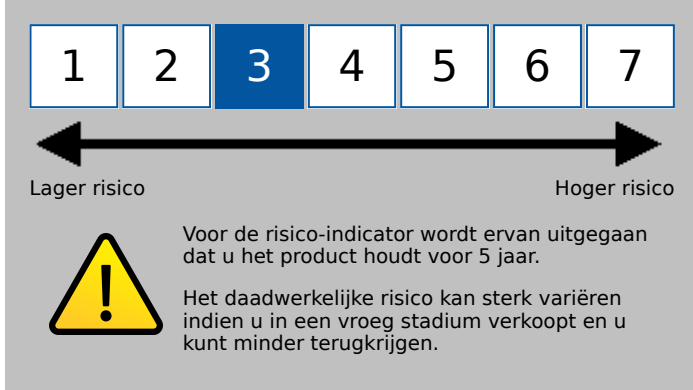 1 2 3 4 5 6 7
Lager risico Hoger risico
Voor de risico-indicator wordt ervan uitgegaan
dat u het product houdt voor 5 jaar.
Het daadwerkelijke risico kan sterk variëren
indien u in een vroeg stadium verkoopt en u
kunt minder terugkrijgen.